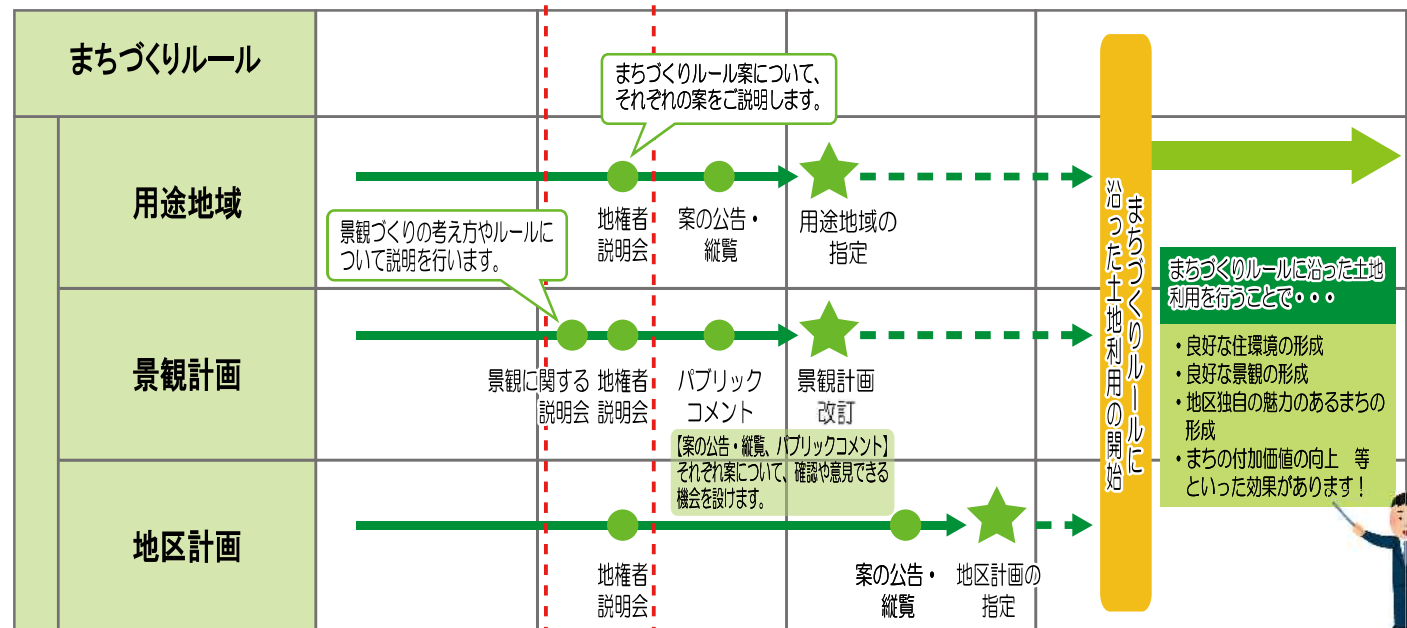 まちづくりルール
まちづくりルール案について、
それぞれの案をご説明します。
用途地域
地権者
説明会
案の公告・
縦覧
用途地域の
指定
景観づくりの考え方やルールに
ついて説明を行います。
景観計画
景観に関する
説明会
地権者
説明会
パブリック
コメント
景観計画
改訂
【案の公告・縦覧、パブリックコメント】
それぞれ案について、確認や意見できる
機会を設けます。
地区計画
地権者
説明会
案の公告・
縦覧
地区計画の
指定
まちづくりルールに
沿った土地利用の開始
まちづくりルールに沿った土地
利用を行うことで・・・
・良好な住環境の形成
・良好な景観の形成
・地区独自の魅力のあるまちの
形成
・まちの付加価値の向上　等
といった効果があります！